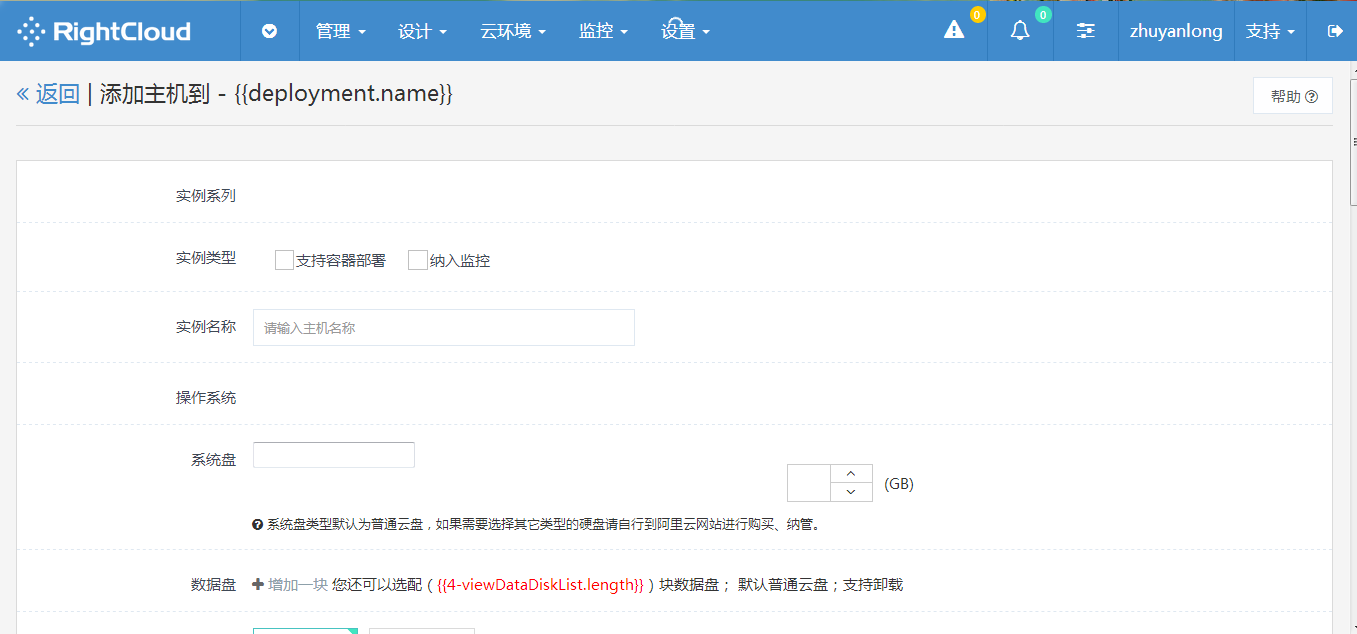 RightCloud 管理 设计 云环境 监控 设置 0 0 zhuyanlong 支持
« 返回 | 添加主机到 - {{deployment.name}} 帮助
实例系列
实例类型 支持容器部署 纳入监控
实例名称 请输入主机名称
操作系统
系统盘
(GB)
系统盘类型默认为普通云盘，如果需要选择其它类型的硬盘请自行到阿里云网站进行购买、纳管。
数据盘 增加一块 您还可以选配 ( {{4-viewDataDiskList.length}} ) 块数据盘； 默认普通云盘；支持卸载